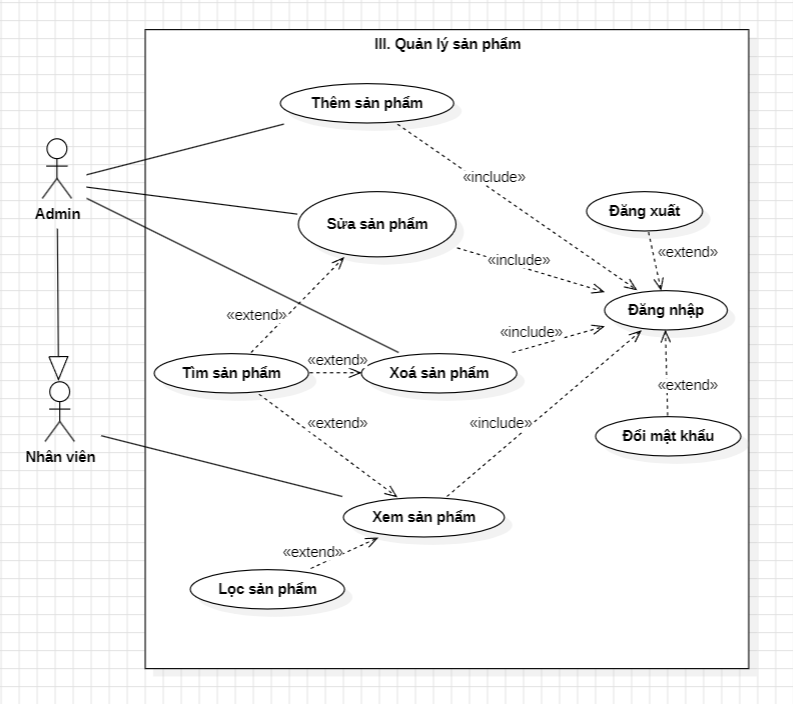 III. Quản lý sản phẩm
Thêm sản phẩm
«include»
Admin
Sửa sản phẩm
Đăng xuất
«extend»
«include»
Đăng nhập
«extend»
«include»
«extend»
Tìm sản phẩm
Xoá sản phẩm
«extend»
«extend»
«include»
Đổi mật khẩu
Nhân viên
Xem sản phẩm
«extend»
Lọc sản phẩm